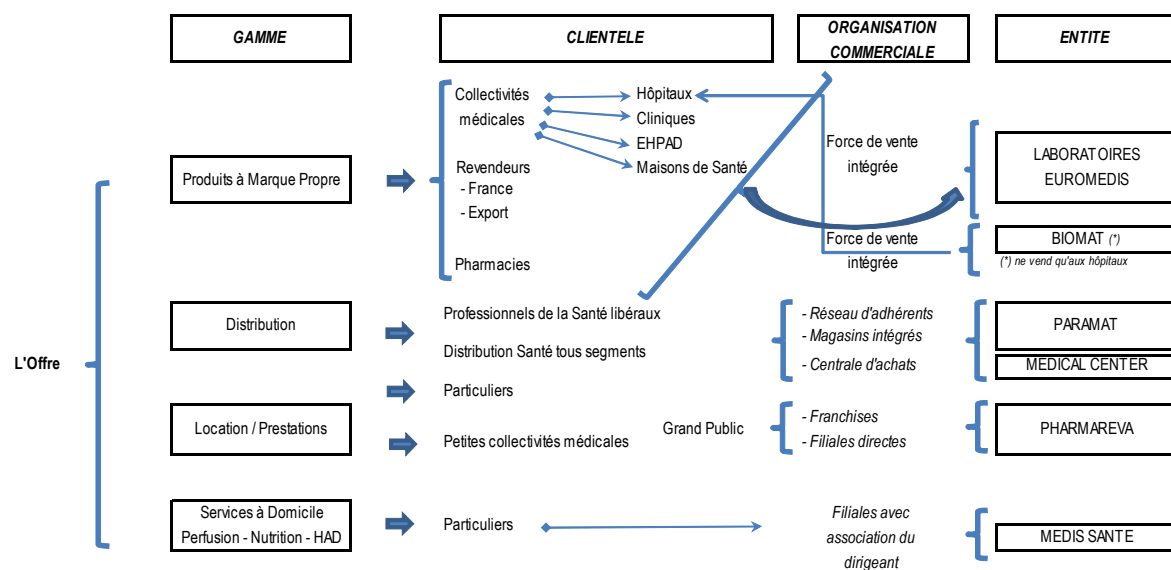 GAMME
CLIENTELE
ORGANISATION
COMMERCIALE
ENTITE
Collectivités
médicales
Hôpitaux
Cliniques
EHPAD
Maisons de Santé
Revendeurs
- France
- Export
Pharmacies
Produits à Marque Propre
Force de vente
intégrée
LABORATOIRES
EUROMEDIS
Force de vente
intégrée
BIOMAT (*)
(*) ne vend qu'aux hôpitaux
L'Offre
Distribution
Professionnels de la Santé libéraux
Distribution Santé tous segments
- Réseau d'adhérents
- Magasins intégrés
- Centrale d'achats
PARAMAT
MEDICAL CENTER
Particuliers
Location / Prestations
Petites collectivités médicales
Grand Public
- Franchises
- Filiales directes
PHARMAREVA
Services à Domicile
Perfusion - Nutrition - HAD
Particuliers
Filiales avec
association du
dirigeant
MEDIS SANTE